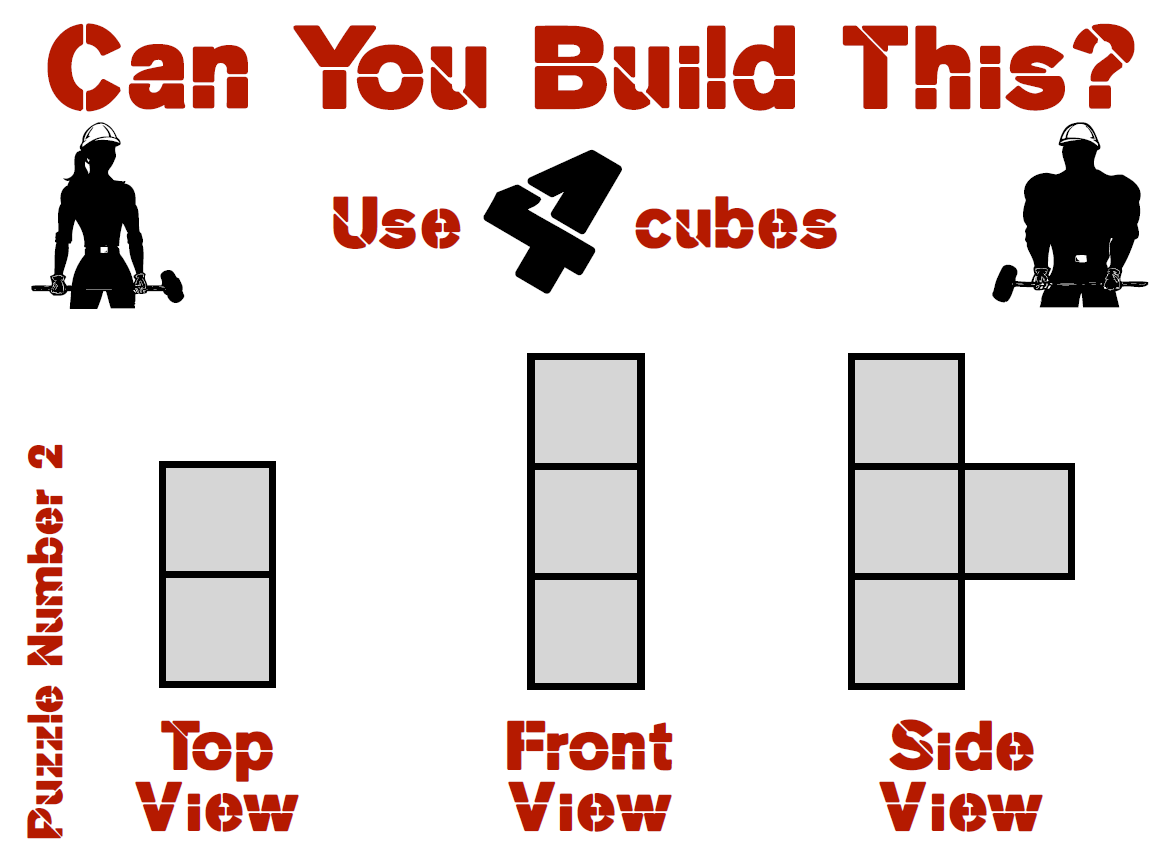 Can You Build This?
Use 4 cubes
Puzzle Number 2
Top View
Front View
Side View